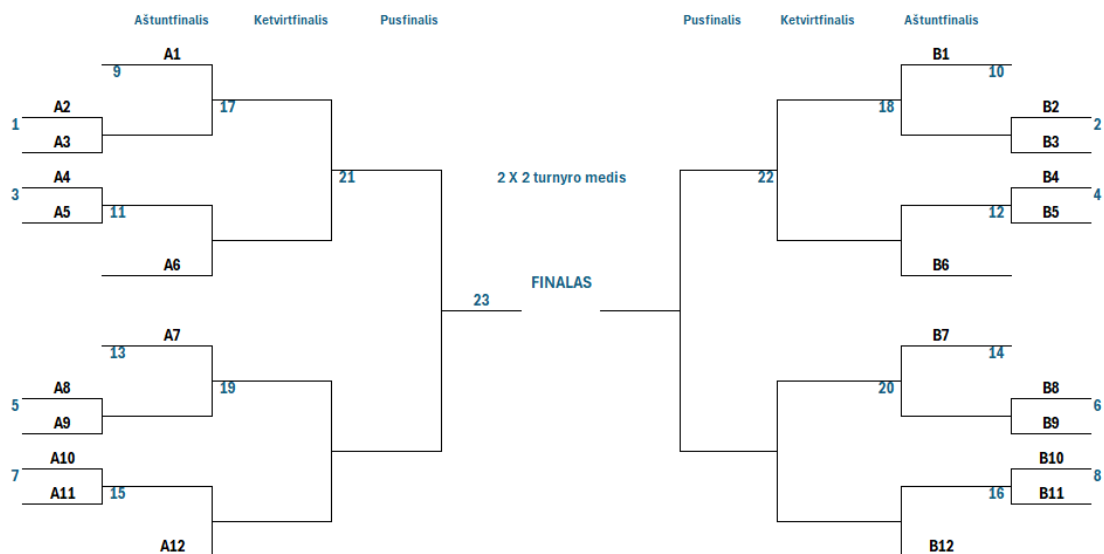 Aštuntfinalis Ketvirtfinalis Pusfinalis Pusfinalis Ketvirtfinalis Aštuntfinalis
A1 B1
9 10
A2 B2
1 17 18 2
A3 B3
A4 21 2 X 2 turnyro medis 22 B4
3 4
A5 11 12 B5
A6 B6
FINALAS
23
A7 B7
13 14
A8 19 20 B8
5 6
A9 B9
A10 B10
7 8
A11 15 16 B11
A12 B12